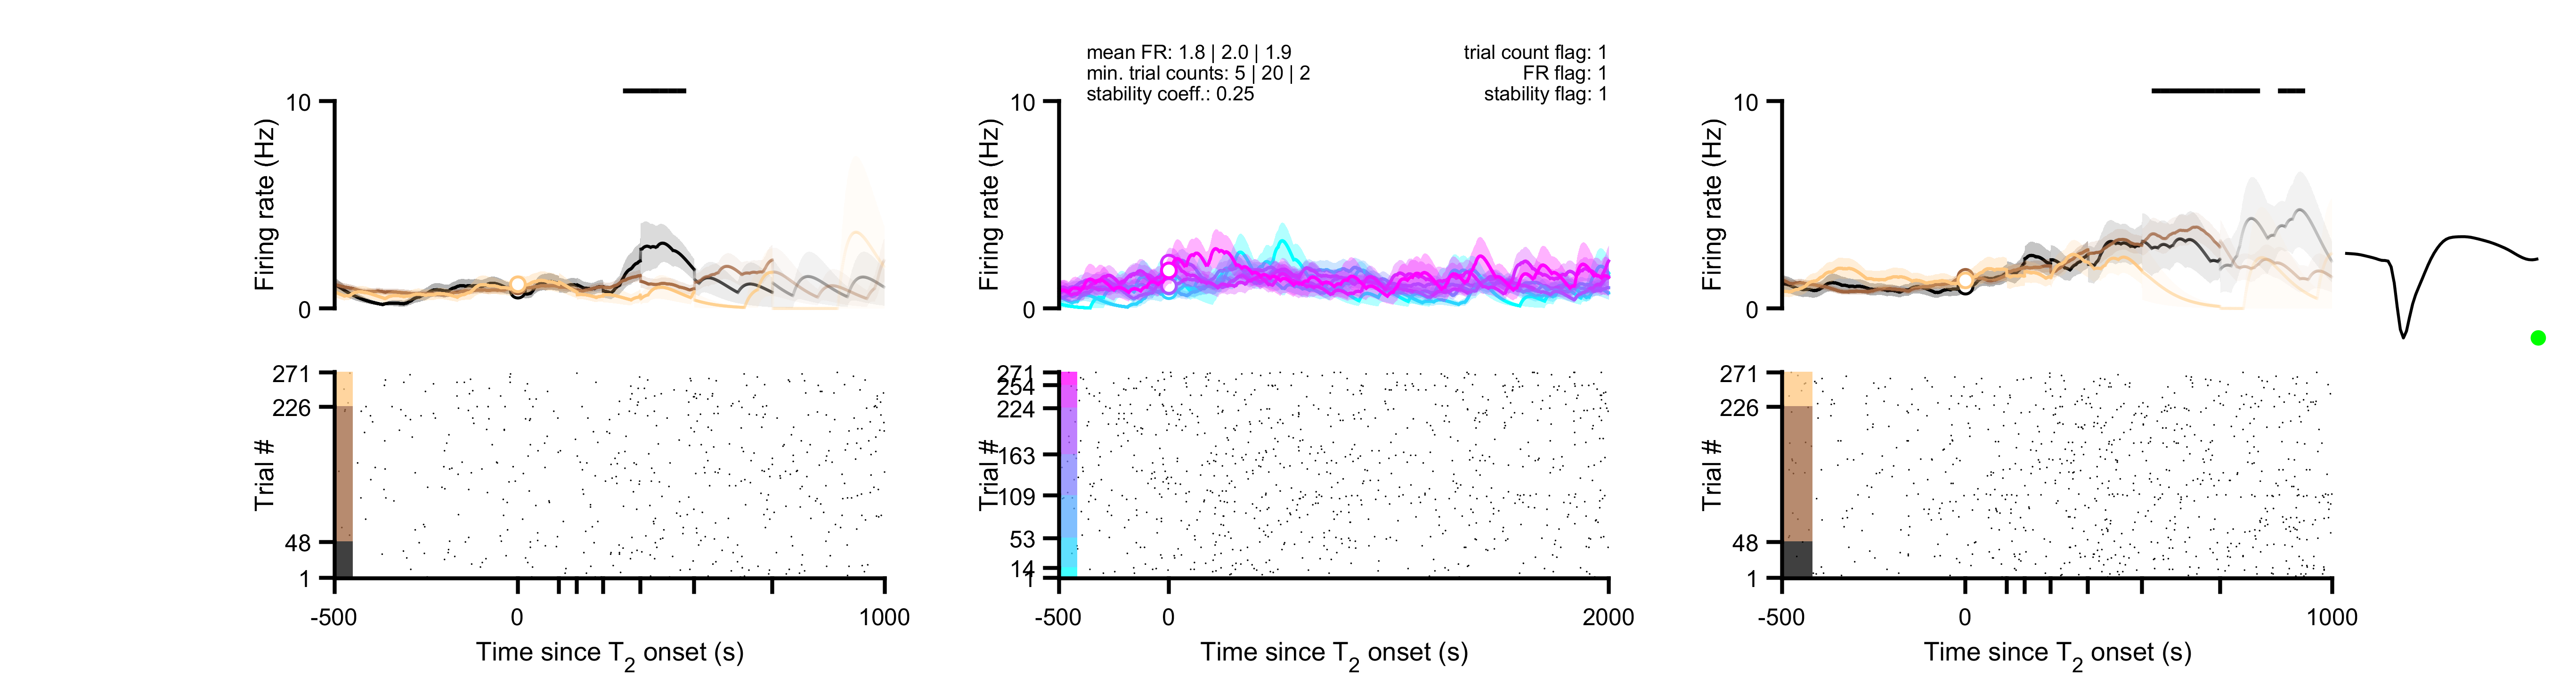 mean FR: 1.8 | 2.0 | 1.9
min. trial counts: 5 | 20 | 2
stability coeff.: 0.25
trial count flag: 1
FR flag: 1
stability flag: 1
10
0
Firing rate (Hz)
10
0
Firing rate (Hz)
10
0
Firing rate (Hz)
271
226
48
1
Trial #
271
254
224
163
109
53
14
1
Trial #
271
226
48
1
Trial #
-500
0
1000
Time since T2 onset (s)
-500
0
2000
Time since T2 onset (s)
-500
0
1000
Time since T2 onset (s)